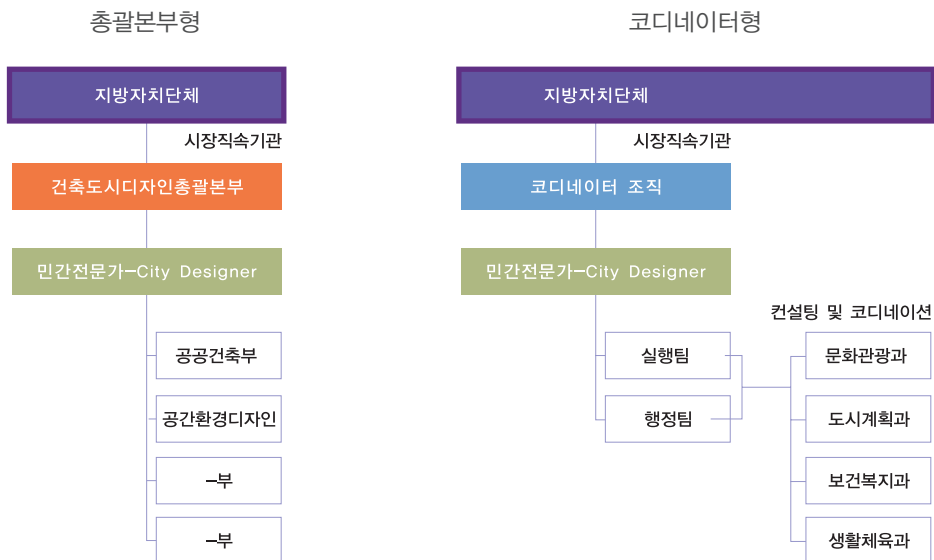 총괄본부형
지방자치단체
시장직속기관
건축도시디자인총괄본부
민간전문가–City Designer
공공건축부
공간환경디자인
–부
–부
코디네이터형
지방자치단체
시장직속기관
코디네이터 조직
민간전문가–City Designer
컨설팅 및 코디네이션
실행팀
행정팀
문화관광과
도시계획과
보건복지과
생활체육과